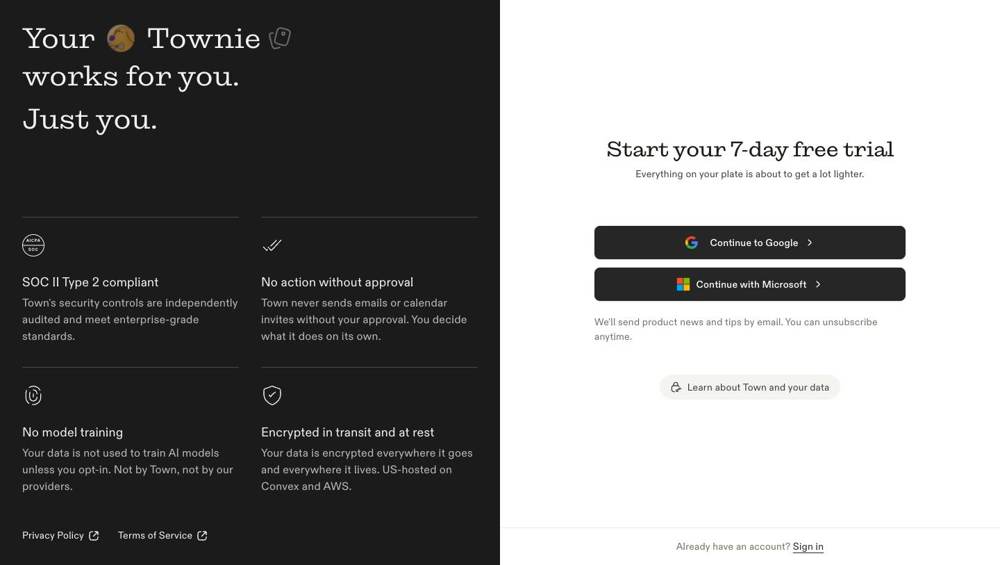 Your Townie
works for you.
Just you.
AICPA
SOC
SOC II Type 2 compliant
Town's security controls are independently
audited and meet enterprise-grade
standards.
No action without approval
Town never sends emails or calendar
invites without your approval. You decide
what it does on its own.
No model training
Your data is not used to train AI models
unless you opt-in. Not by Town, not by our
providers.
Encrypted in transit and at rest
Your data is encrypted everywhere it goes
and everywhere it lives. US-hosted on
Convex and AWS.
Privacy Policy
Terms of Service
Start your 7-day free trial
Everything on your plate is about to get a lot lighter.
Continue to Google
Continue with Microsoft
We'll send product news and tips by email. You can unsubscribe
anytime.
Learn about Town and your data
Already have an account? Sign in